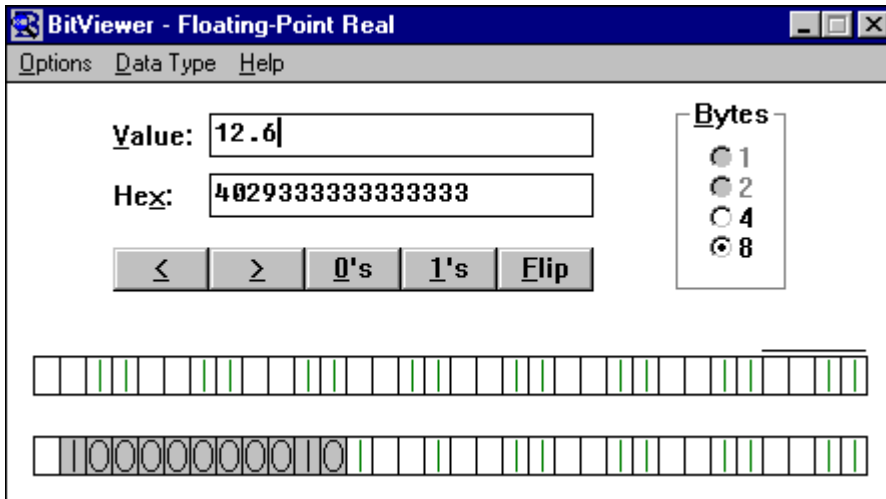 BitViewer - Floating-Point Real
Options Data Type Help
Value: 12.6
Hex: 4029333333333333
< > 0's 1's Flip
Bytes
1
2
4
8
10000000010